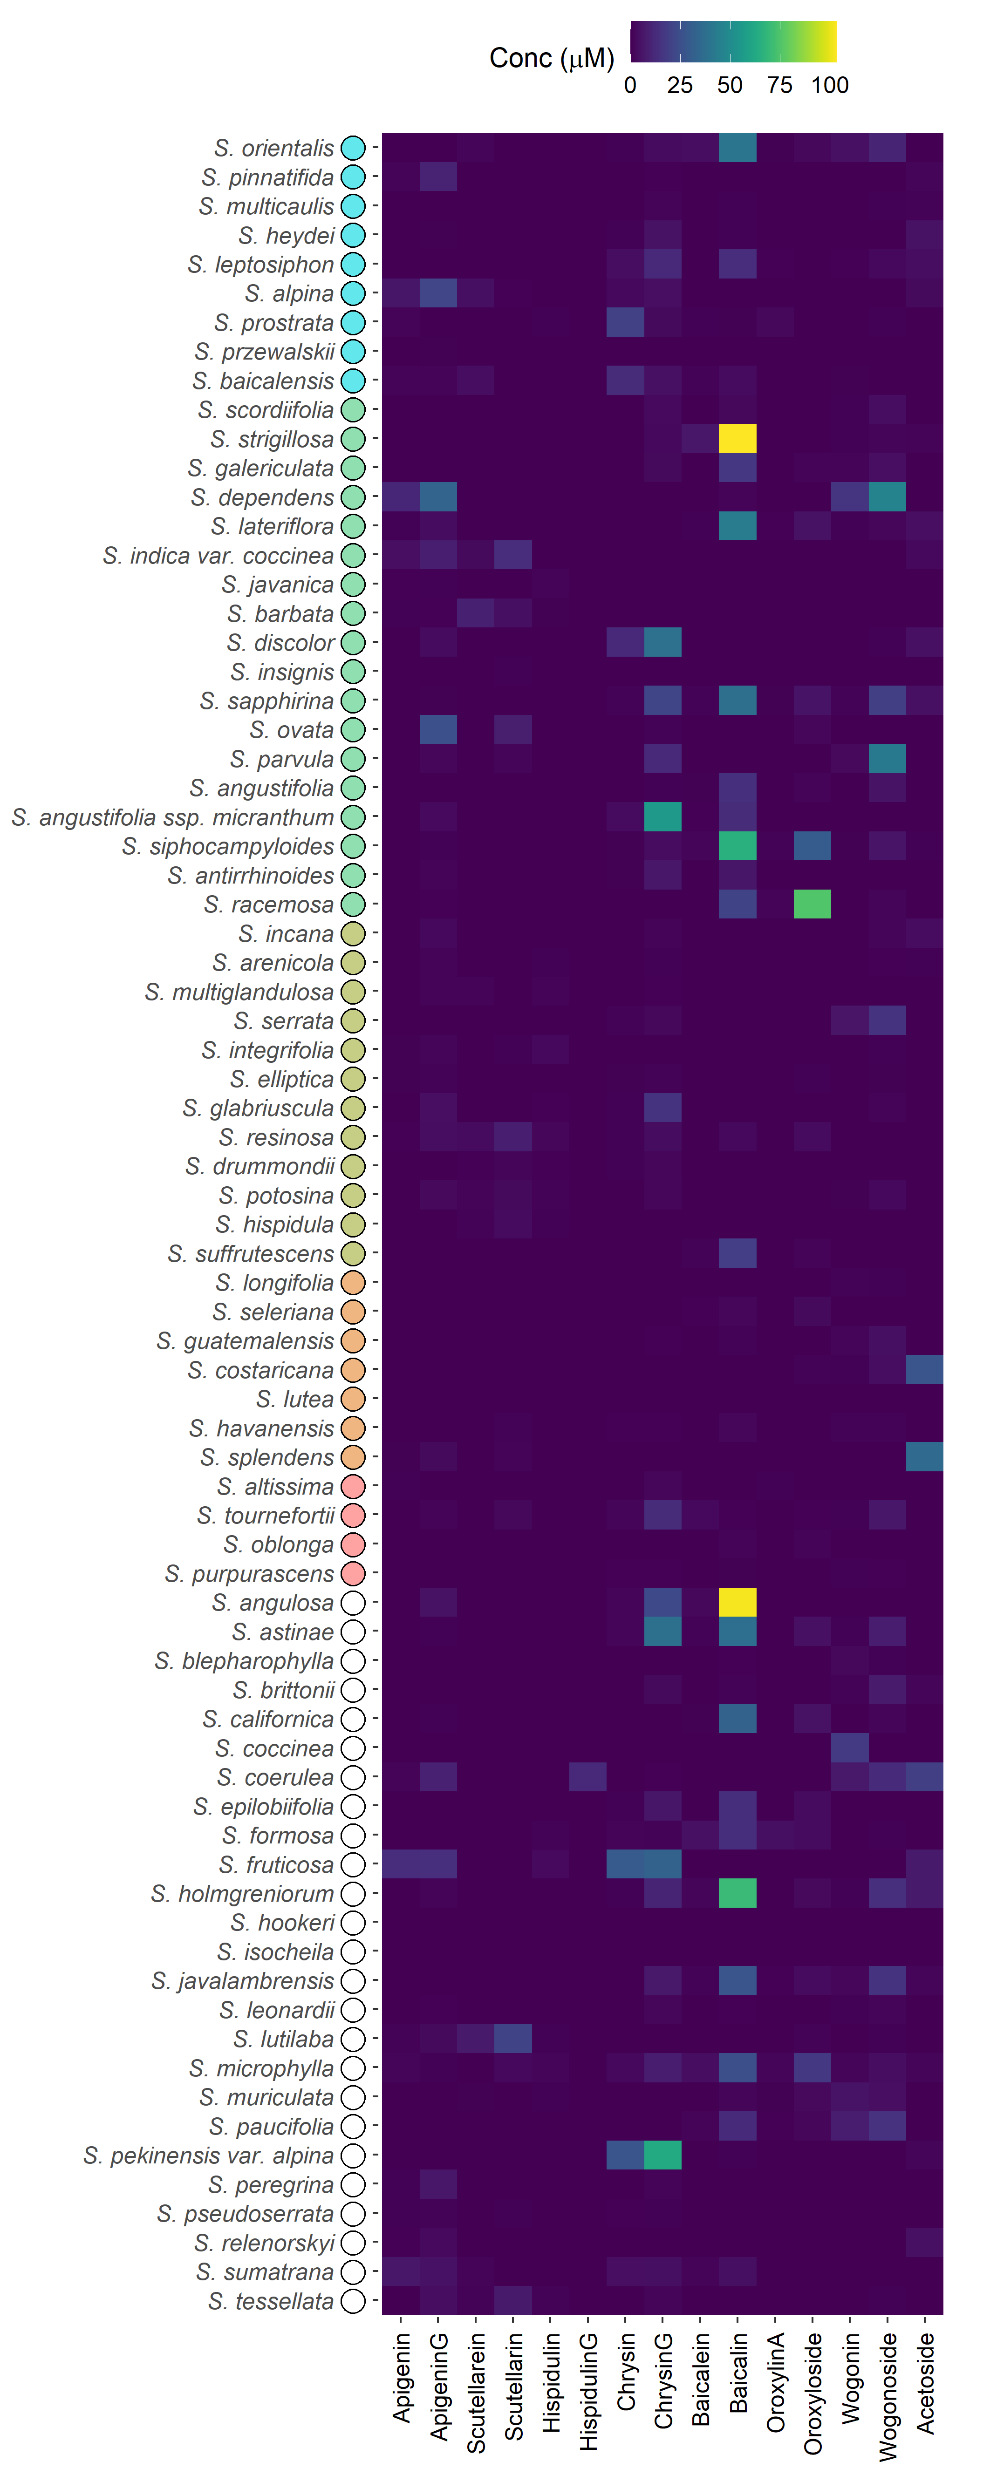 Conc (μM)
0 25 50 75 100
S. orientalis
S. pinnatifida
S. multicaulis
S. heydei
S. leptosiphon
S. alpina
S. prostrata
S. przewalskii
S. baicalensis
S. scordiifolia
S. strigillosa
S. galericulata
S. dependens
S. lateriflora
S. indica var. coccinea
S. javanica
S. barbata
S. discolor
S. insignis
S. sapphirina
S. ovata
S. parvula
S. angustifolia
S. angustifolia ssp. micranthum
S. siphocampyloides
S. antirrhinoides
S. racemosa
S. incana
S. arenicola
S. multiglandulosa
S. serrata
S. integrifolia
S. elliptica
S. glabriuscula
S. resinosa
S. drummondii
S. potosina
S. hispidula
S. suffrutescens
S. longifolia
S. seleriana
S. guatemalensis
S. costaricana
S. lutea
S. havanensis
S. splendens
S. altissima
S. tournefortii
S. oblonga
S. purpurascens
S. angulosa
S. astinae
S. blepharophylla
S. brittonii
S. californica
S. coccinea
S. coerulea
S. epilobiifolia
S. formosa
S. fruticosa
S. holmgreniorum
S. hookeri
S. isocheila
S. javalambrensis
S. leonardii
S. lutilaba
S. microphylla
S. muriculata
S. paucifolia
S. pekinensis var. alpina
S. peregrina
S. pseudoserrata
S. relenorskyi
S. sumatrana
S. tessellata
Apigenin
ApigeninG
Scutellarein
Scutellarin
Hispidulin
HispidulinG
Chrysin
ChrysinG
Baicalein
Baicalin
OroxylinA
Oroxyloside
Wogonin
Wogonoside
Acetoside